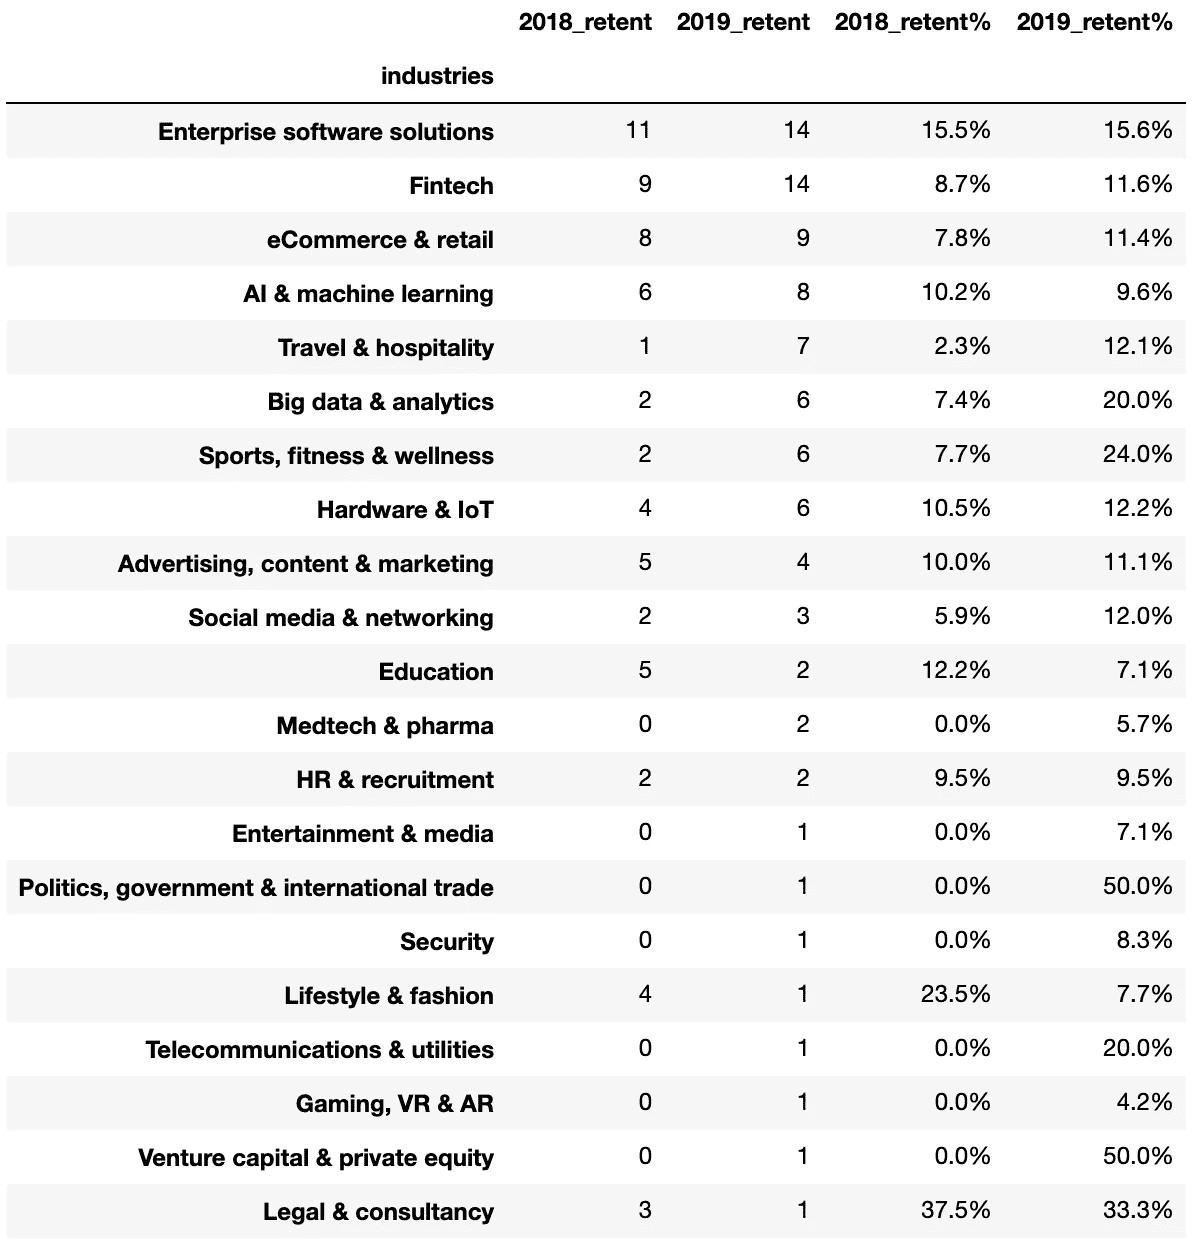 2018_retent 2019_retent 2018_retent% 2019_retent%
industries
Enterprise software solutions 11 14 15.5% 15.6%
Fintech 9 14 8.7% 11.6%
eCommerce & retail 8 9 7.8% 11.4%
AI & machine learning 6 8 10.2% 9.6%
Travel & hospitality 1 7 2.3% 12.1%
Big data & analytics 2 6 7.4% 20.0%
Sports, fitness & wellness 2 6 7.7% 24.0%
Hardware & IoT 4 6 10.5% 12.2%
Advertising, content & marketing 5 4 10.0% 11.1%
Social media & networking 2 3 5.9% 12.0%
Education 5 2 12.2% 7.1%
Medtech & pharma 0 2 0.0% 5.7%
HR & recruitment 2 2 9.5% 9.5%
Entertainment & media 0 1 0.0% 7.1%
Politics, government & international trade 0 1 0.0% 50.0%
Security 0 1 0.0% 8.3%
Lifestyle & fashion 4 1 23.5% 7.7%
Telecommunications & utilities 0 1 0.0% 20.0%
Gaming, VR & AR 0 1 0.0% 4.2%
Venture capital & private equity 0 1 0.0% 50.0%
Legal & consultancy 3 1 37.5% 33.3%